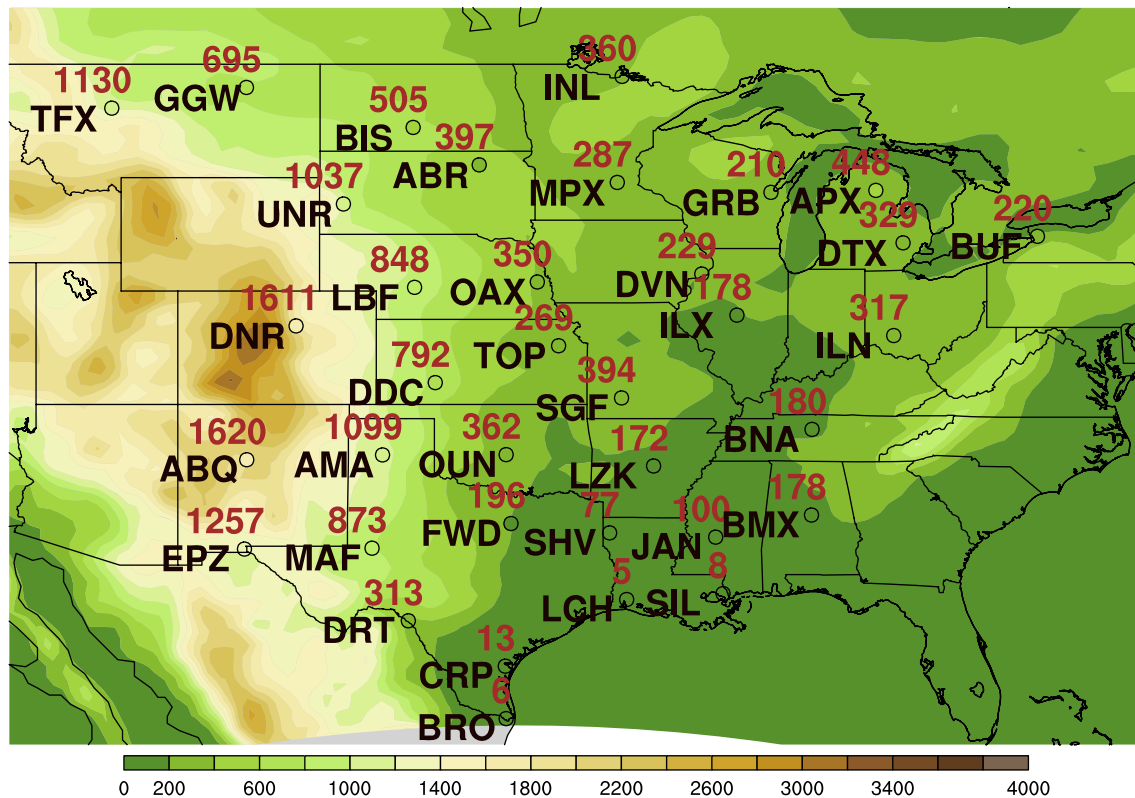 360
695
1130
INL
GGW
TFX
505
BIS
397
ABR
287
MPX
210
GRB
448
APX
1037
UNR
329
DTX
220
BUF
848
LBF
350
OAX
229
DVN
178
ILX
1611
DNR
269
TOP
317
ILN
792
DDC
394
SGF
180
BNA
1620
ABQ
1099
AMA
362
OUN
172
LZK
196
FWD
77
SHV
100
JAN
178
BMX
1257
EPZ
873
MAF
5
LCH
8
SIL
313
DRT
13
CRP
6
BRO
0 200 600 1000 1400 1800 2200 2600 3000 3400 4000